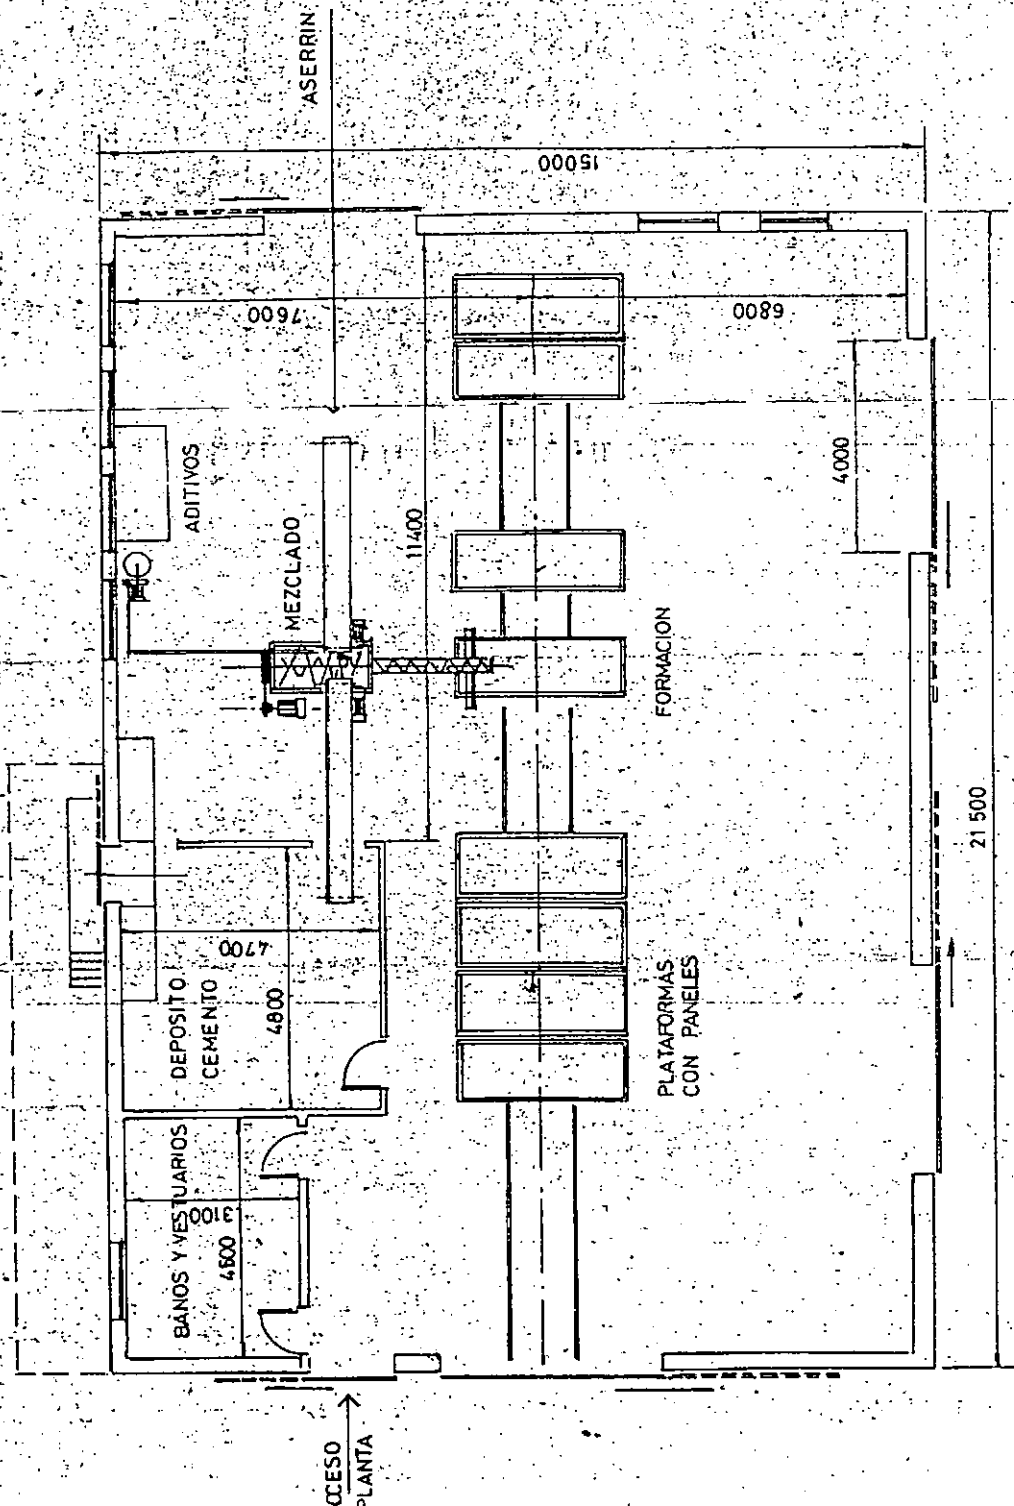 ASERRIN
15000
7600
6800
ADITIVOS
MEZCLADO
11400
4000
FORMACION
21 500
4700
DEPOSITO
CEMENTO
4800
PLATAFORMAS
CON PANELES
BAÑOS Y VESTUARIOS
3100
CCESO
PLANTA